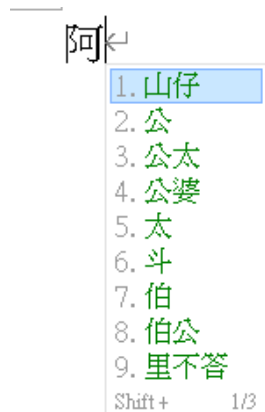 阿↵
1. 山仔
2. 公
3. 公太
4. 公婆
5. 太
6. 斗
7. 伯
8. 伯公
9. 里不答
Shift+ 1/3